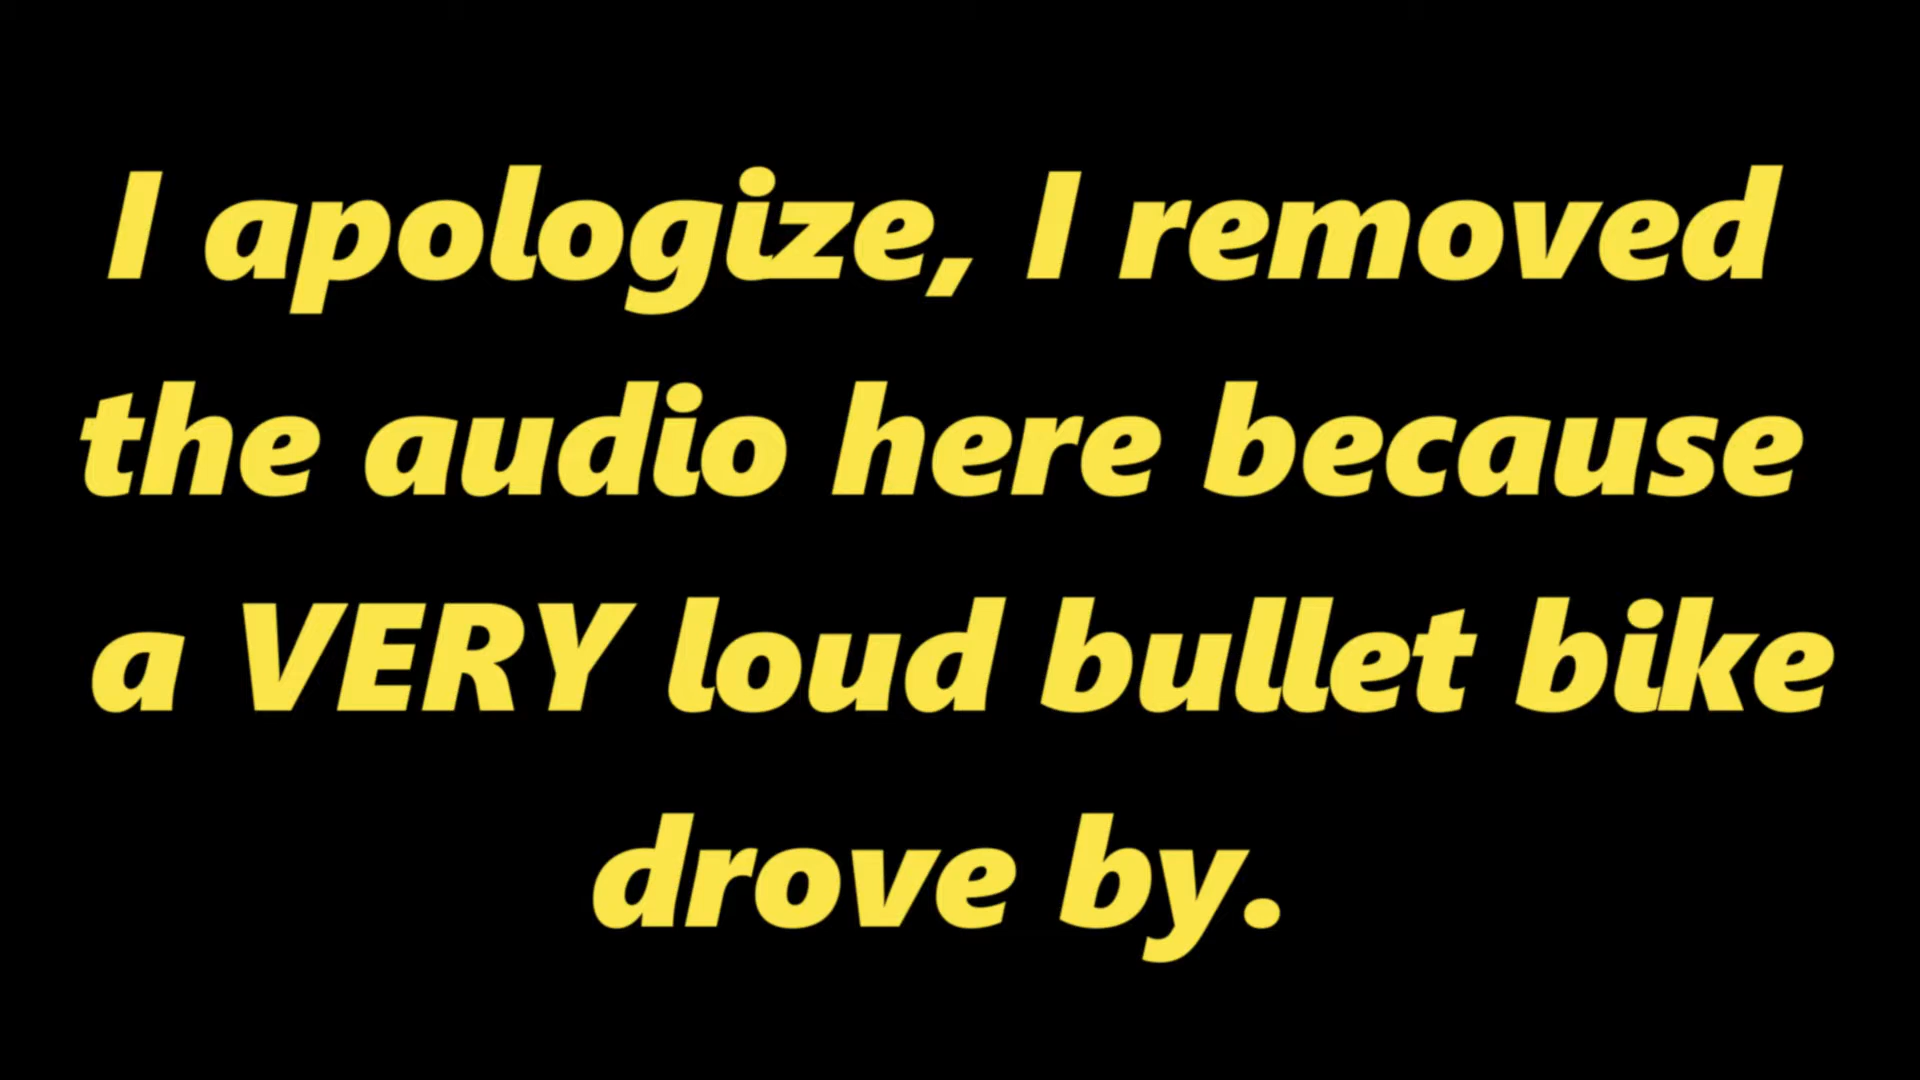 I apologize, I removed
the audio here because
a VERY loud bullet bike
drove by.